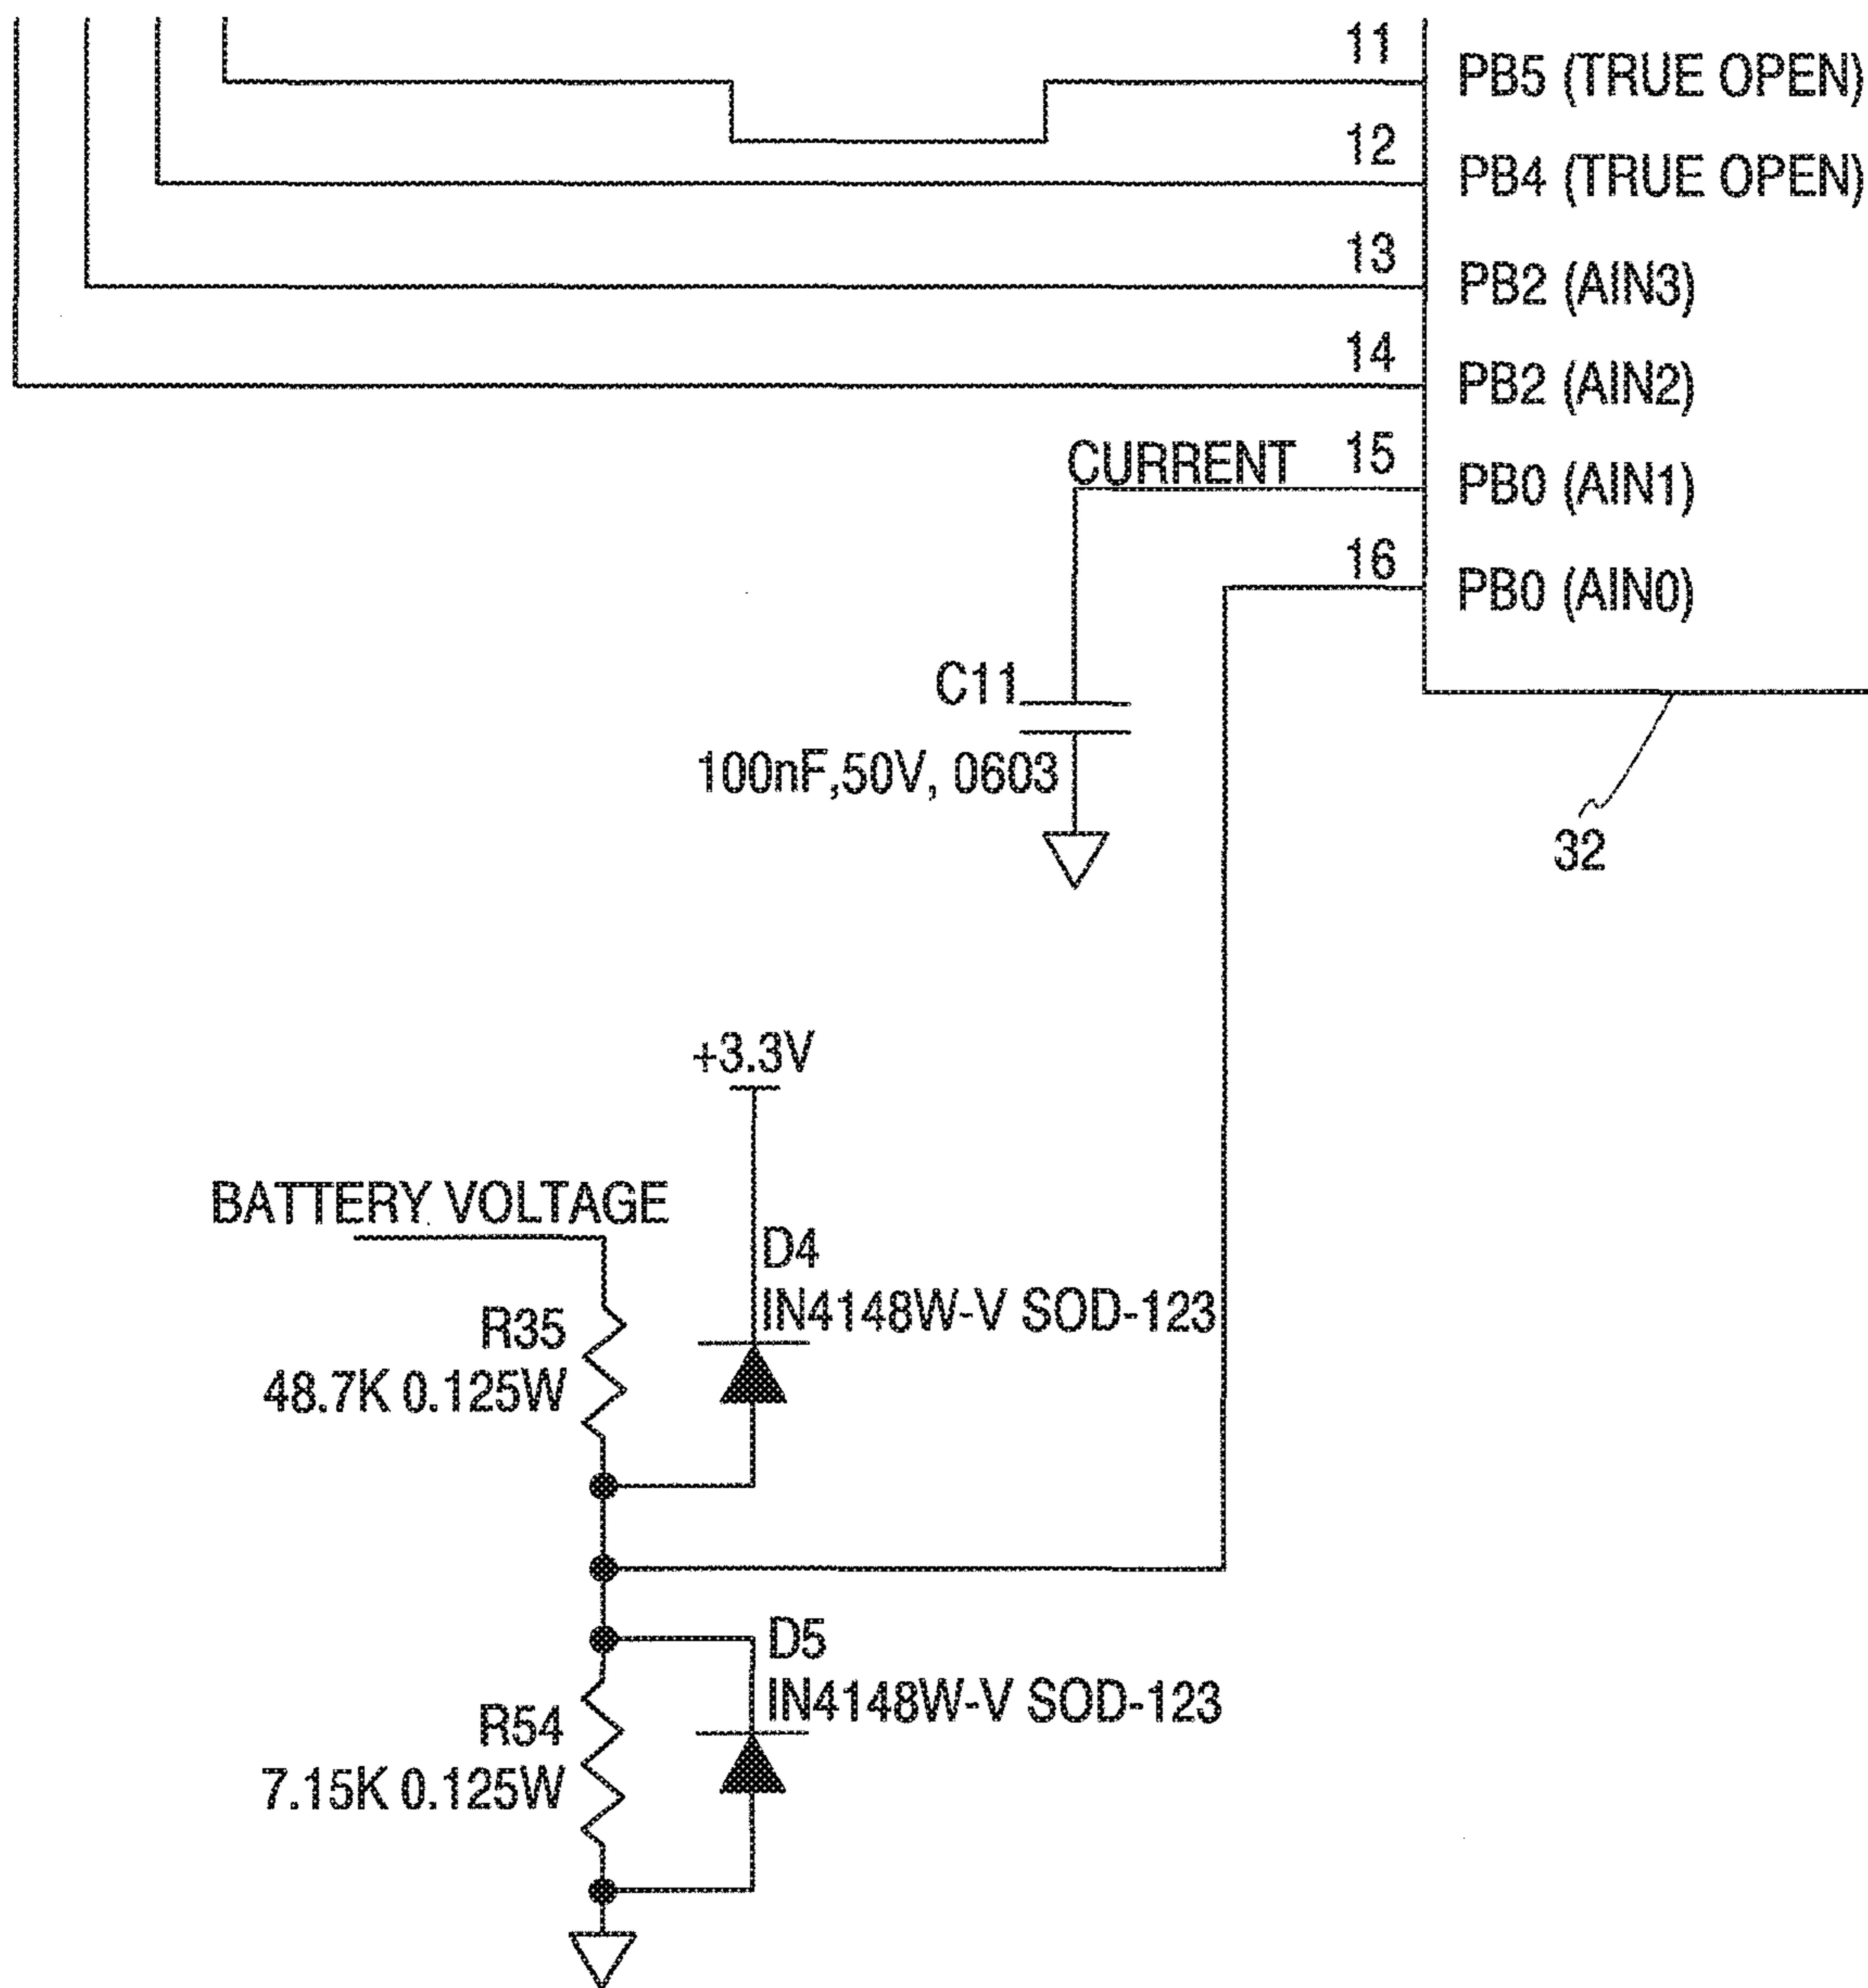 11
PB5 (TRUE OPEN)
12
PB4 (TRUE OPEN)
13
PB2 (AIN3)
14
PB2 (AIN2)
CURRENT 15
PB0 (AIN1)
16
PB0 (AIN0)
C11
100nF,50V, 0603
32
+3.3V
BATTERY VOLTAGE
D4
IN4148W-V SOD-123
R35
48.7K 0.125W
D5
IN4148W-V SOD-123
R54
7.15K 0.125W